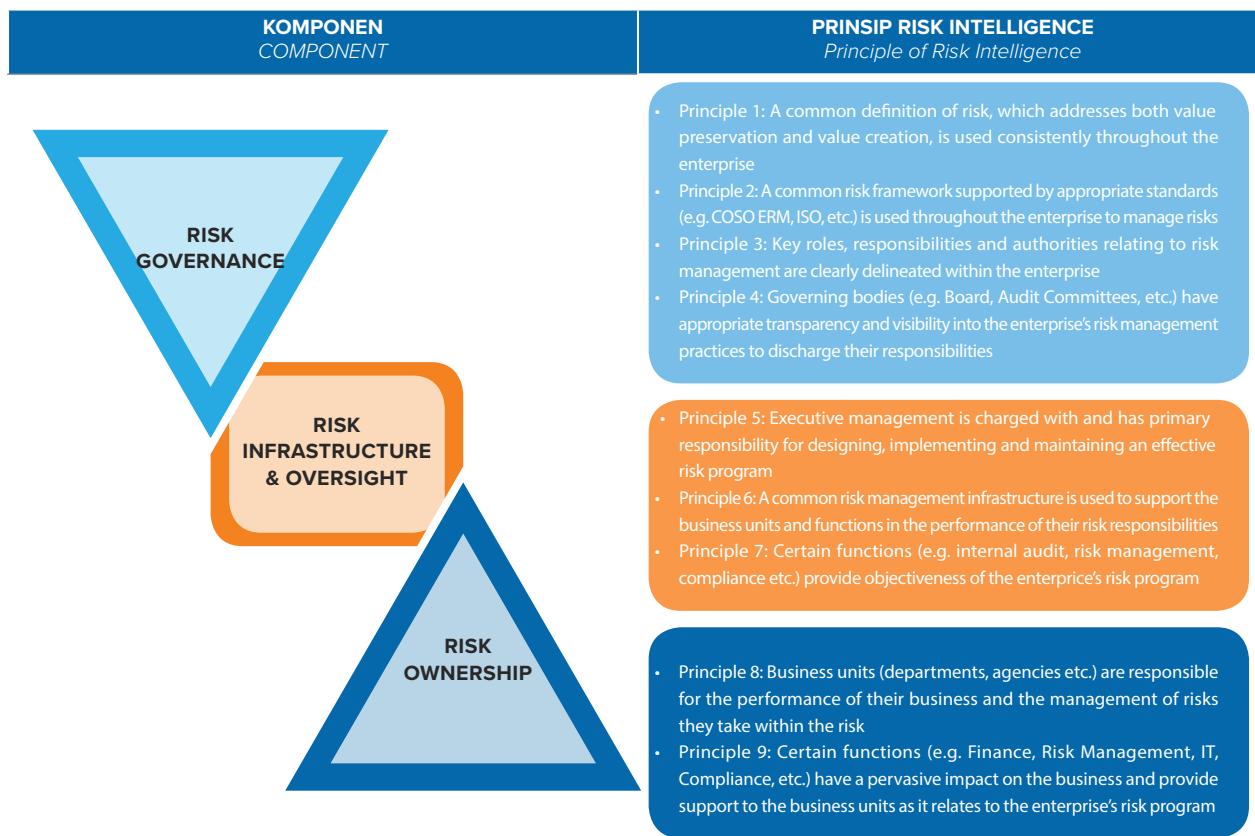 KOMPONEN
COMPONENT
PRINSIP RISK INTELLIGENCE
Principle of Risk Intelligence
RISK
GOVERNANCE
RISK
INFRASTRUCTURE
& OVERSIGHT
RISK
OWNERSHIP
• Principle 1: A common definition of risk, which addresses both value
preservation and value creation, is used consistently throughout the
enterprise
• Principle 2: A common risk framework supported by appropriate standards
(e.g. COSO ERM, ISO, etc.) is used throughout the enterprise to manage risks
• Principle 3: Key roles, responsibilities and authorities relating to risk
management are clearly delineated within the enterprise
• Principle 4: Governing bodies (e.g. Board, Audit Committees, etc.) have
appropriate transparency and visibility into the enterprise's risk management
practices to discharge their responsibilities
• Principle 5: Executive management is charged with and has primary
responsibility for designing, implementing and maintaining an effective
risk program
• Principle 6: A common risk management infrastructure is used to support the
business units and functions in the performance of their risk responsibilities
• Principle 7: Certain functions (e.g. internal audit, risk management,
compliance etc.) provide objectiveness of the enterprice's risk program
• Principle 8: Business units (departments, agencies etc.) are responsible
for the performance of their business and the management of risks
they take within the risk
• Principle 9: Certain functions (e.g. Finance, Risk Management, IT,
Compliance, etc.) have a pervasive impact on the business and provide
support to the business units as it relates to the enterprise's risk program